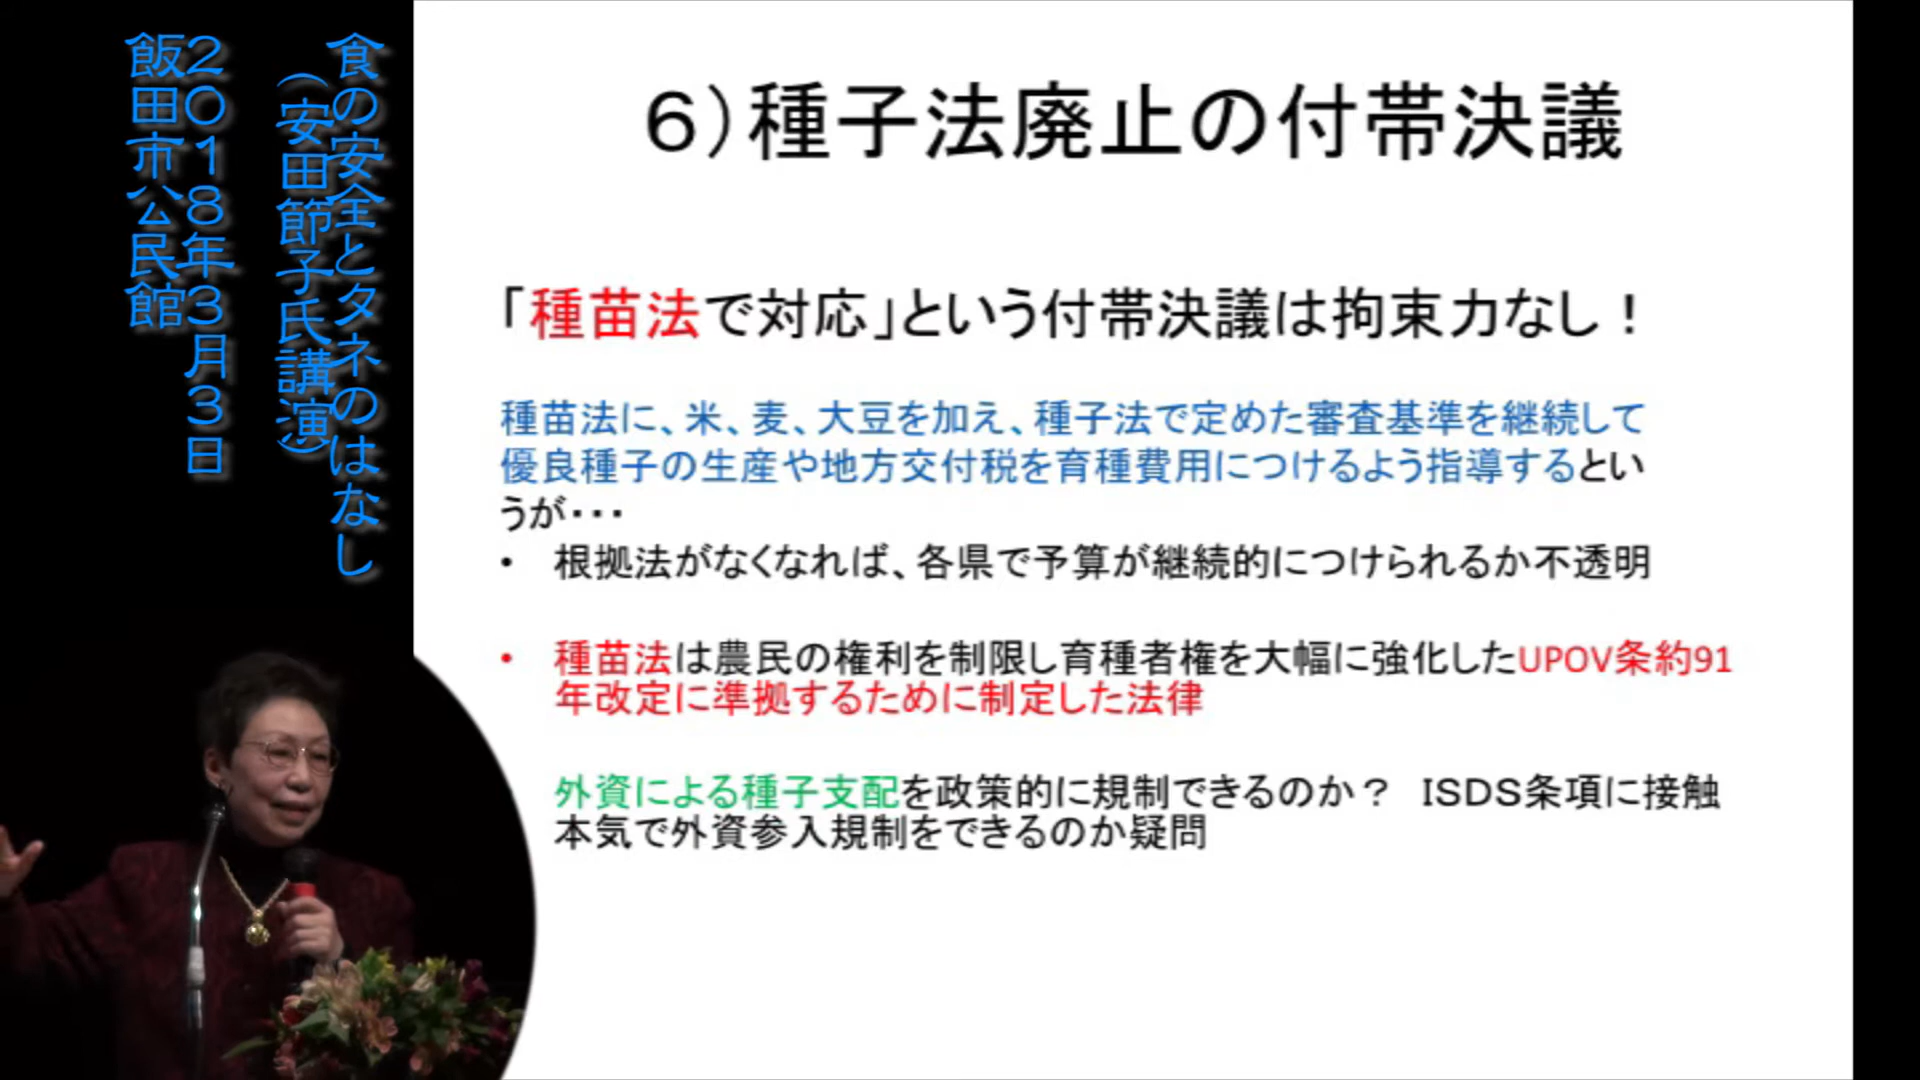 食の安全とタネのはなし
（安田節子氏講演）
２０１８年３月３日
飯田市公民館
６）種子法廃止の付帯決議
「種苗法で対応」という付帯決議は拘束力なし！
種苗法に、米、麦、大豆を加え、種子法で定めた審査基準を継続して
優良種子の生産や地方交付税を育種費用につけるよう指導するとい
うが・・・
• 根拠法がなくなれば、各県で予算が継続的につけられるか不透明
• 種苗法は農民の権利を制限し育種者権を大幅に強化したUPOV条約91
年改定に準拠するために制定した法律
外資による種子支配を政策的に規制できるのか？　ISDS条項に接触
本気で外資参入規制をできるのか疑問